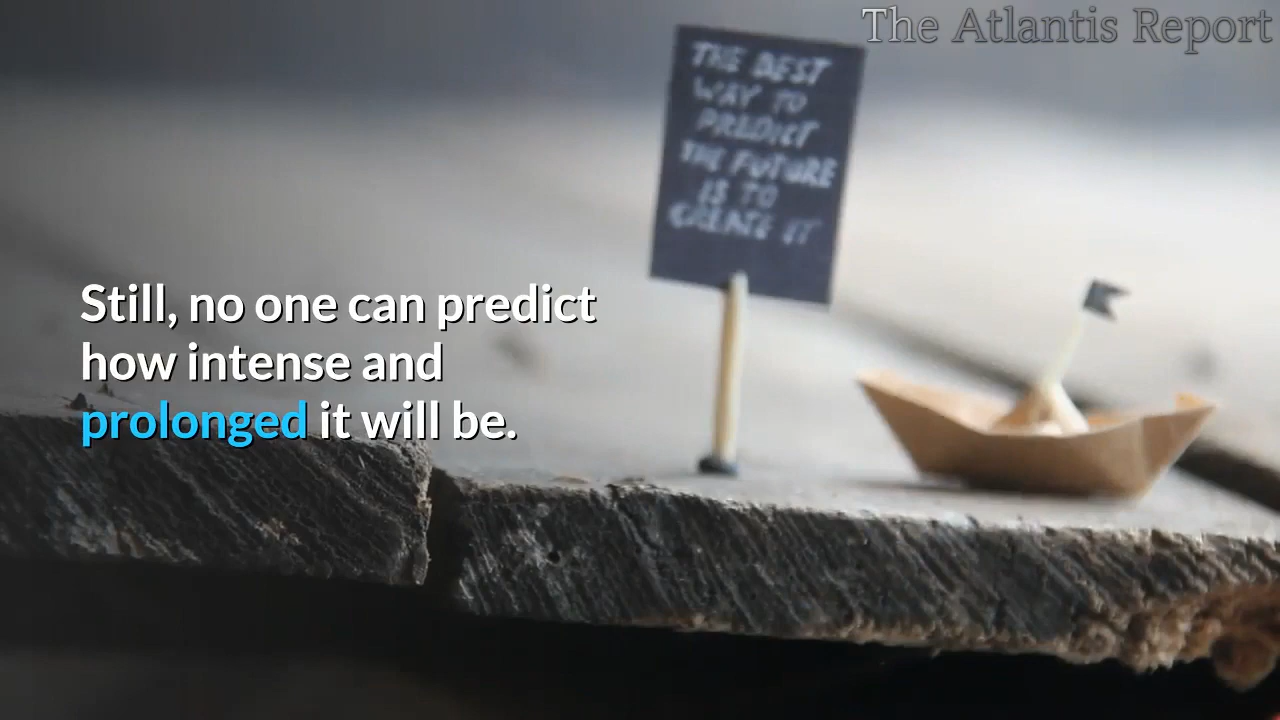 The Atlantis Report
THE BEST
WAY TO
PREDICT
THE FUTURE
IS TO
CREATE IT
Still, no one can predict
how intense and
prolonged it will be.